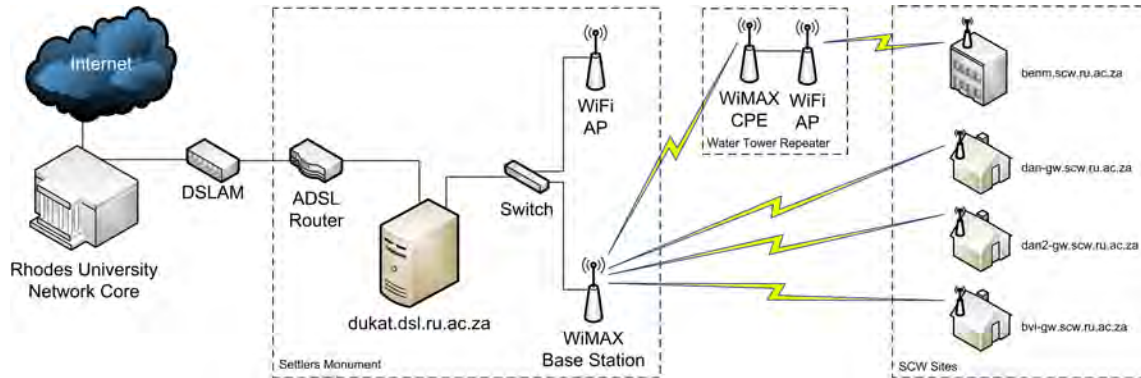 Internet
Rhodes University
Network Core
DSLAM
ADSL
Router
dukat.dsl.ru.ac.za
Switch
WiFi
AP
WiMAX
Base Station
Settlers Monument
WiMAX
CPE
WiFi
AP
Water Tower Repeater
benm.scw.ru.ac.za
dan-gw.scw.ru.ac.za
dan2-gw.scw.ru.ac.za
bvi-gw.scw.ru.ac.za
SCW Sites